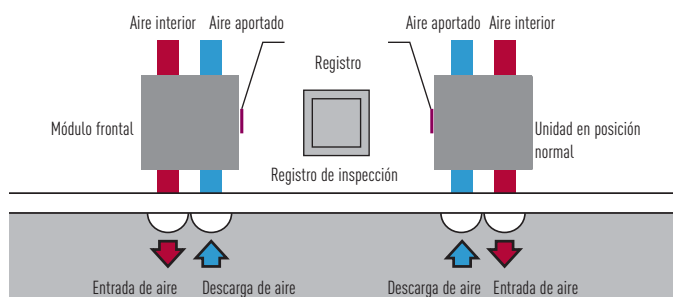 Aire interior
Aire aportado
Aire aportado
Aire interior
Registro
Módulo frontal
Unidad en posición
normal
Registro de inspección
Entrada de aire
Descarga de aire
Descarga de aire
Entrada de aire